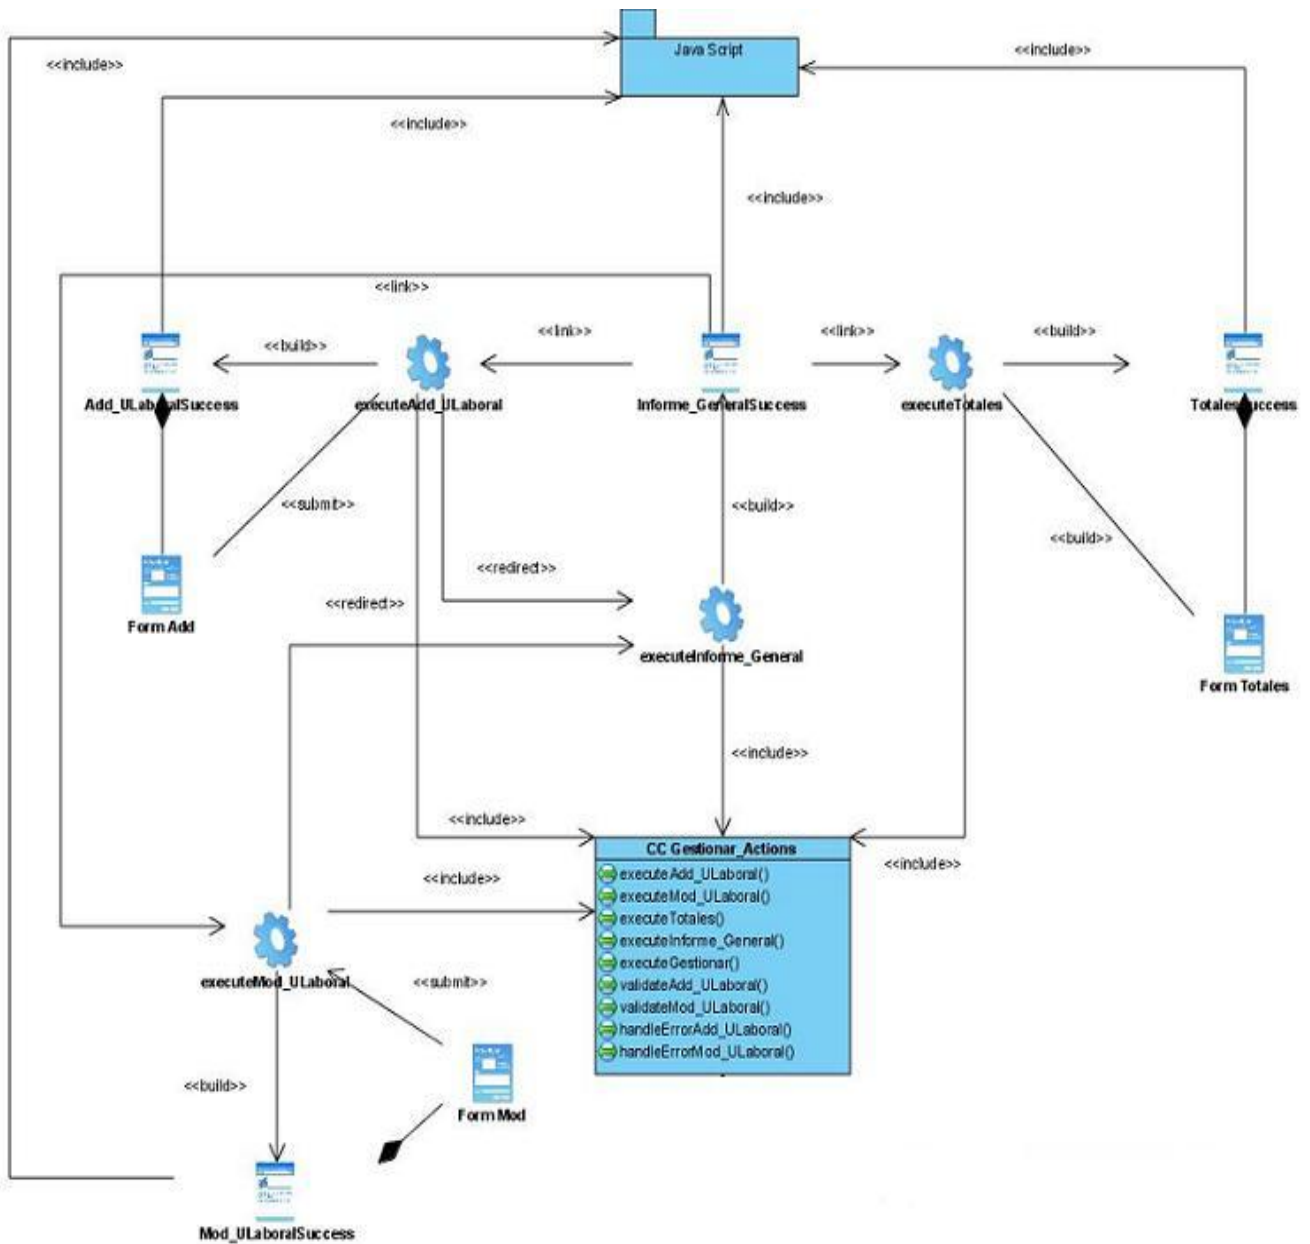 Java Script
<<include>>
<<include>>
<<include>>
<<include>>
<<link>>
<<build>>
<<link>>
<<link>>
<<build>>
Add_ULaboralSuccess
executeAdd_ULaboral
Informe_GeneralSuccess
executeTotales
TotalesSuccess
<<submit>>
<<build>>
<<build>>
<<redirect>>
<<redirect>>
Form Add
executeInforme_General
Form Totales
<<include>>
<<include>>
<<include>>
<<include>>
CC Gestionar_Actions
executeAdd_ULaboral()
executeMod_ULaboral()
executeTotales()
executeInforme_General()
executeGestionar()
validateAdd_ULaboral()
validateMod_ULaboral()
handleErrorAdd_ULaboral()
handleErrorMod_ULaboral()
executeMod_ULaboral
<<submit>>
<<build>>
Form Mod
Mod_ULaboralSuccess